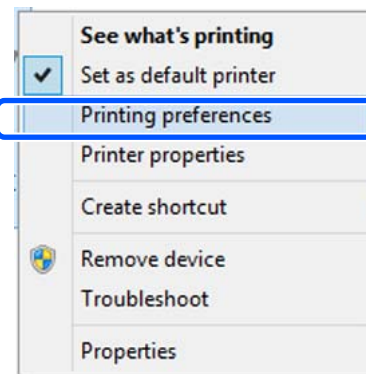 See what's printing
Set as default printer
Printing preferences
Printer properties
Create shortcut
Remove device
Troubleshoot
Properties